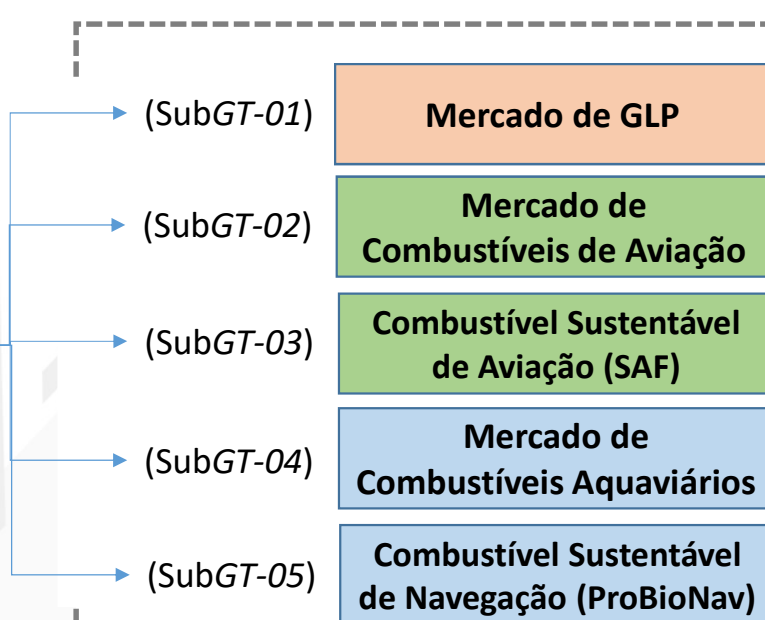 (SubGT-01)
Mercado de GLP
(SubGT-02)
Mercado de
Combustíveis de Aviação
(SubGT-03)
Combustível Sustentável
de Aviação (SAF)
(SubGT-04)
Mercado de
Combustíveis Aquaviários
(SubGT-05)
Combustível Sustentável
de Navegação (ProBioNav)